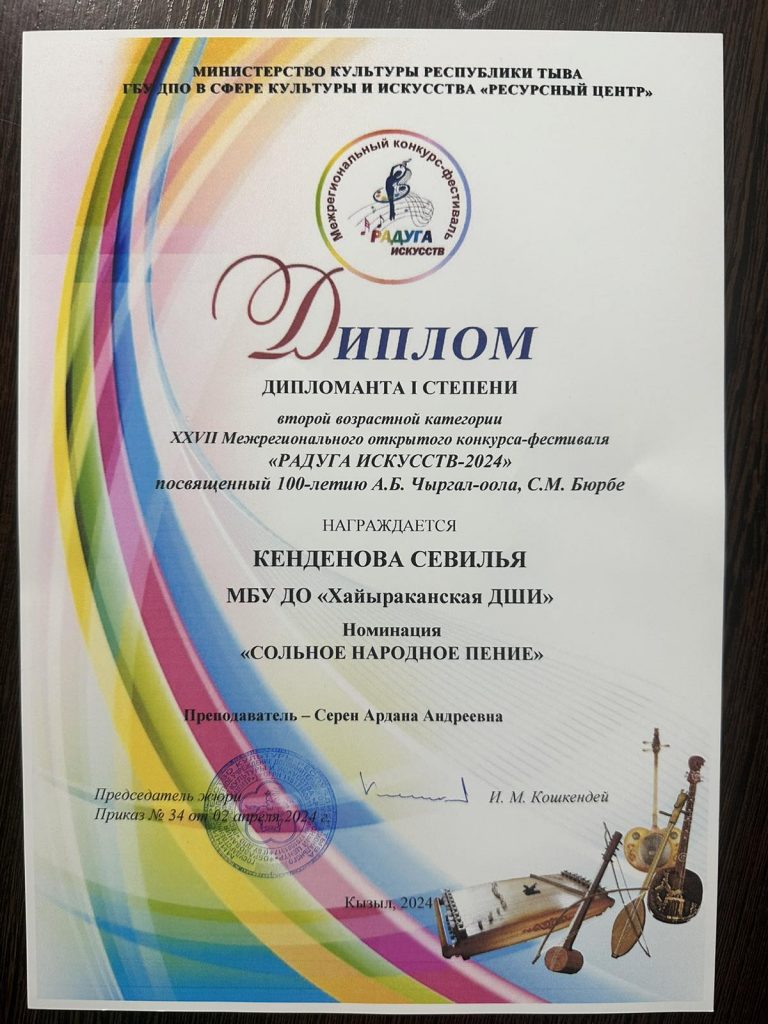 МИНИСТЕРСТВО КУЛЬТУРЫ РЕСПУБЛИКИ ТЫВА
ГБУ ДПО В СФЕРЕ КУЛЬТУРЫ И ИСКУССТВА «РЕСУРСНЫЙ ЦЕНТР»
Межрегиональный конкурс-фестиваль
РАДУГА
ИСКУССТВ
ДИПЛОМ
ДИПЛОМАНТА I СТЕПЕНИ
второй возрастной категории
XXVII Межрегионального открытого конкурса-фестиваля
«РАДУГА ИСКУССТВ-2024»
посвященный 100-летию А.Б. Чыргал-оола, С.М. Бюрбе
НАГРАЖДАЕТСЯ
КЕНДЕНОВА СЕВИЛЬЯ
МБУ ДО «Хайыраканская ДШИ»
Номинация
«СОЛЬНОЕ НАРОДНОЕ ПЕНИЕ»
Преподаватель – Серен Ардана Андреевна
Председатель жюри
И. М. Кошкендей
Приказ № 34 от 02 апреля 2024 г.
Кызыл, 2024